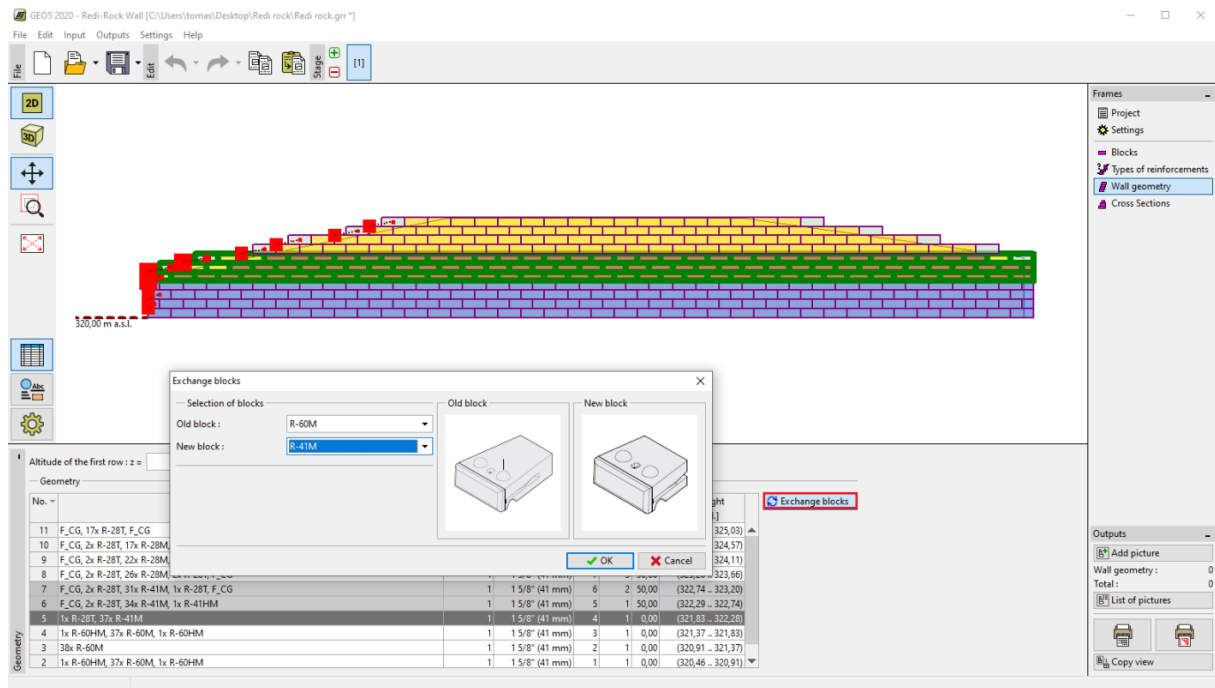 GEO5 2020 - Redi-Rock Wall [C:\Users\tomas\Desktop\Redi rock\Redi rock.grr *]
File Edit Input Outputs Settings Help
File
Edit
Stage
[1]
2D
3D
320,00 m a.s.l.
Frames
Project
Settings
Blocks
Types of reinforcements
Wall geometry
Cross Sections
Exchange blocks
Selection of blocks
Old block :
R-60M
New block :
R-41M
Old block
New block
OK
Cancel
Abc
Geometry
Altitude of the first row : z =
Geometry
No.
Exchange blocks
11 F_CG, 17x R-28T, F_CG 325,03)
10 F_CG, 2x R-28T, 17x R-28M, 324,57)
9 F_CG, 2x R-28T, 22x R-28M, 324,11)
8 F_CG, 2x R-28T, 26x R-28M, 323,66)
7 F_CG, 2x R-28T, 31x R-41M, 1x R-28T, F_CG 1 1 5/8" (41 mm) 6 2 50,00 (322,74 .. 323,20)
6 F_CG, 2x R-28T, 34x R-41M, 1x R-41HM 1 1 5/8" (41 mm) 5 1 50,00 (322,29 .. 322,74)
5 1x R-28T, 37x R-41M 1 1 5/8" (41 mm) 4 1 0,00 (321,83 .. 322,28)
4 1x R-60HM, 37x R-60M, 1x R-60HM 1 1 5/8" (41 mm) 3 1 0,00 (321,37 .. 321,83)
3 38x R-60M 1 1 5/8" (41 mm) 2 1 0,00 (320,91 .. 321,37)
2 1x R-60HM, 37x R-60M, 1x R-60HM 1 1 5/8" (41 mm) 1 1 0,00 (320,46 .. 320,91)
Outputs
Add picture
Wall geometry : 0
Total : 0
List of pictures
Copy view